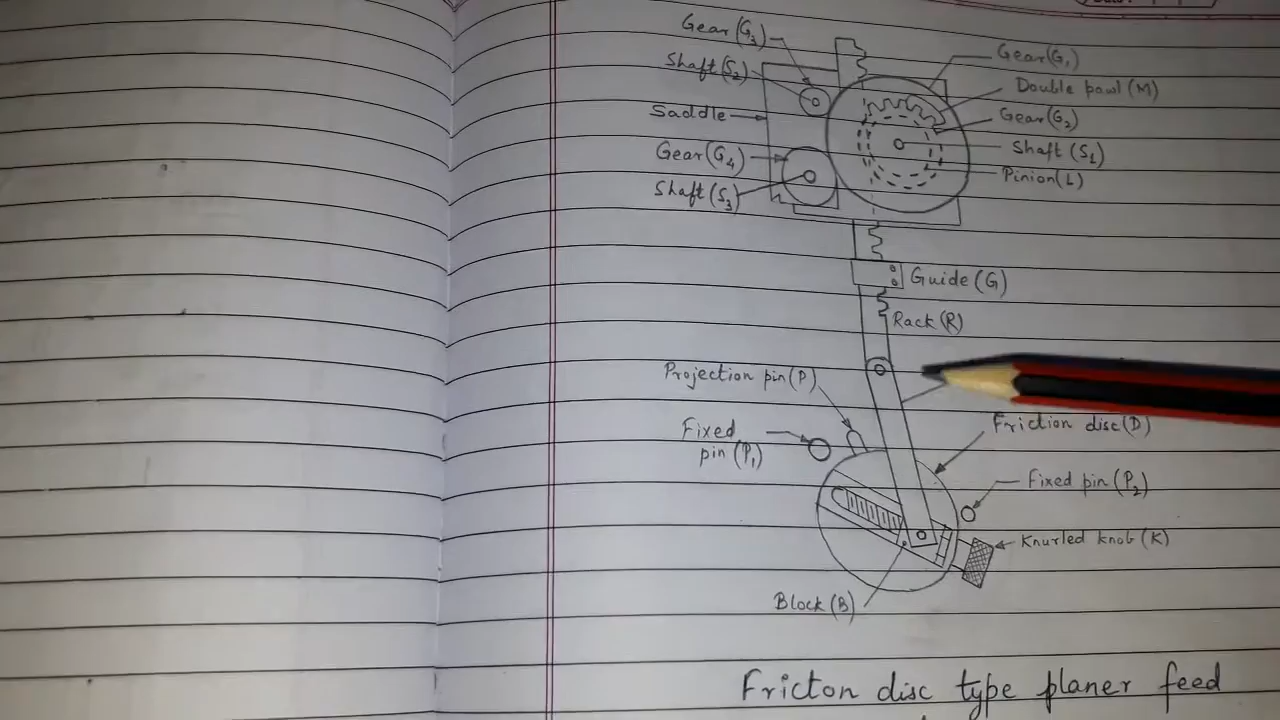 Gear(G3)
Shaft(S2)
Saddle
Gear(G4)
Shaft(S3)
Gear(G1)
Double pawl(M)
Gear(G2)
Shaft(S1)
Pinion(L)
Guide(G)
Rack(R)
Projection pin(P)
Fixed
pin(P1)
Friction disc(D)
Fixed pin(P2)
Knurled knob(K)
Block(B)
Fricton disc type planer feed